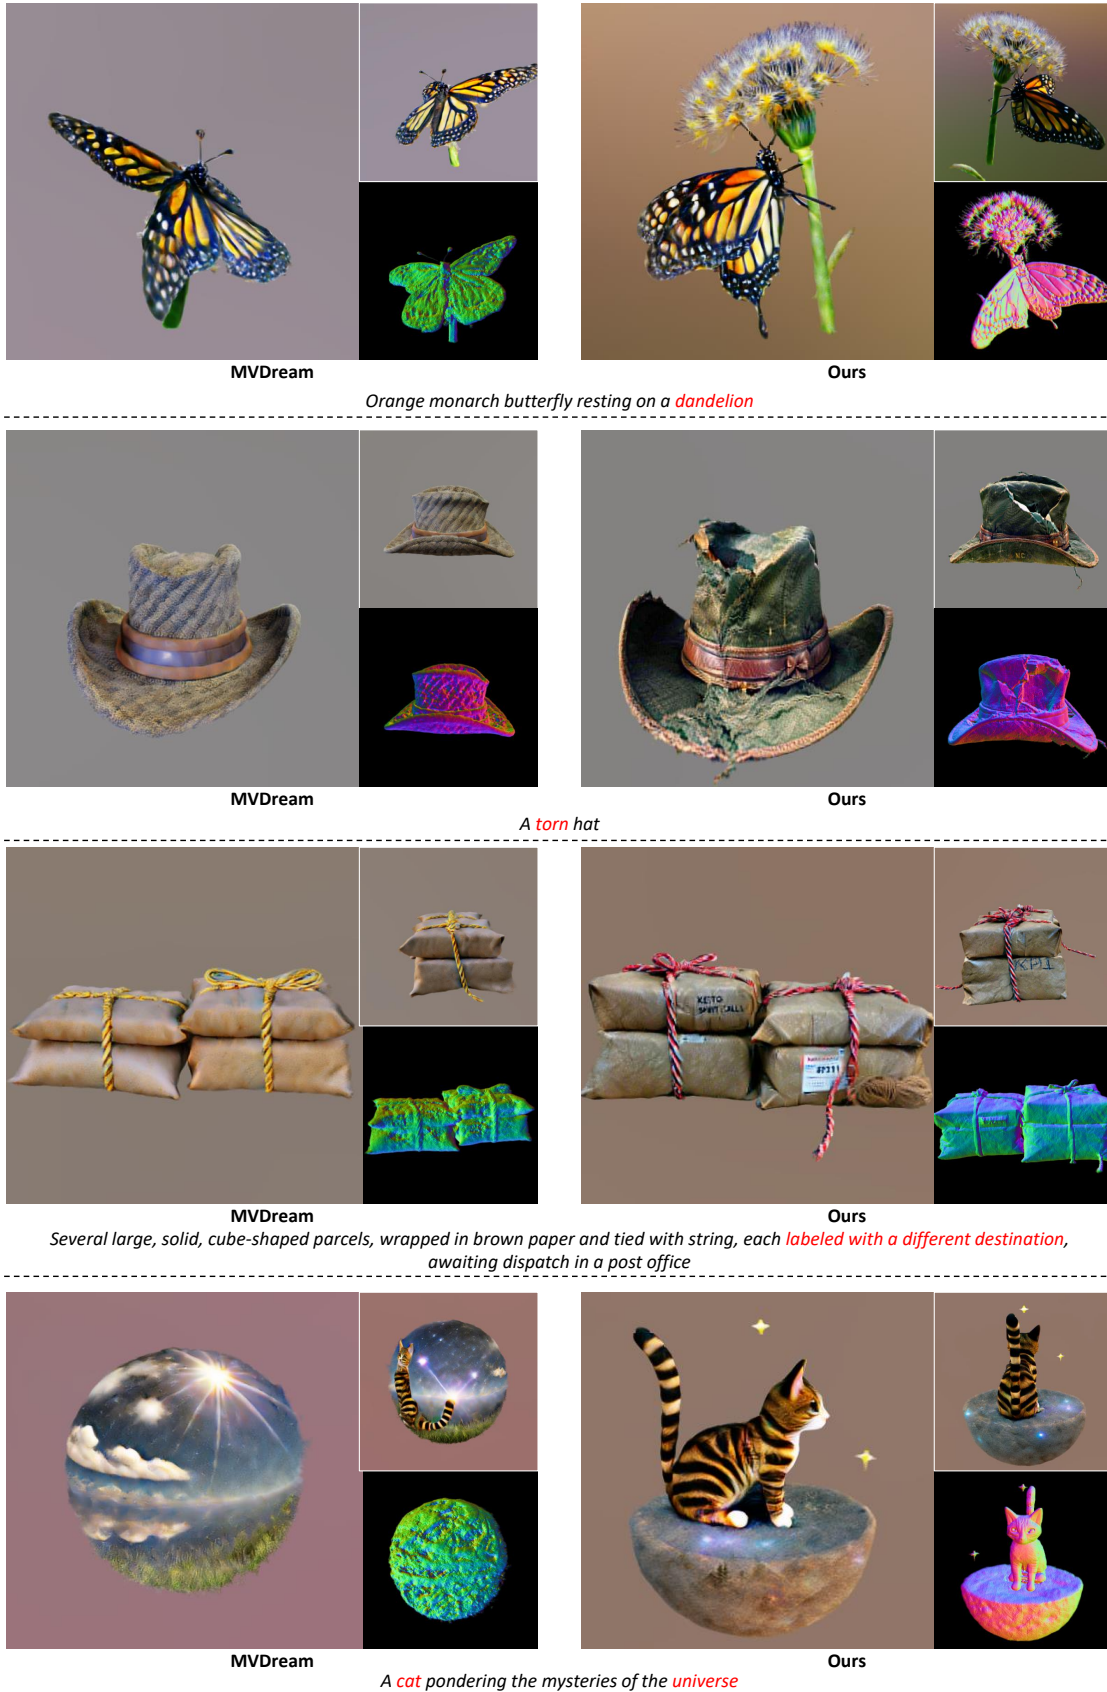 MVDream
Ours
Orange monarch butterfly resting on a dandelion
MVDream
Ours
A torn hat
MVDream
Ours
Several large, solid, cube-shaped parcels, wrapped in brown paper and tied with string, each labeled with a different destination,
awaiting dispatch in a post office
MVDream
Ours
A cat pondering the mysteries of the universe